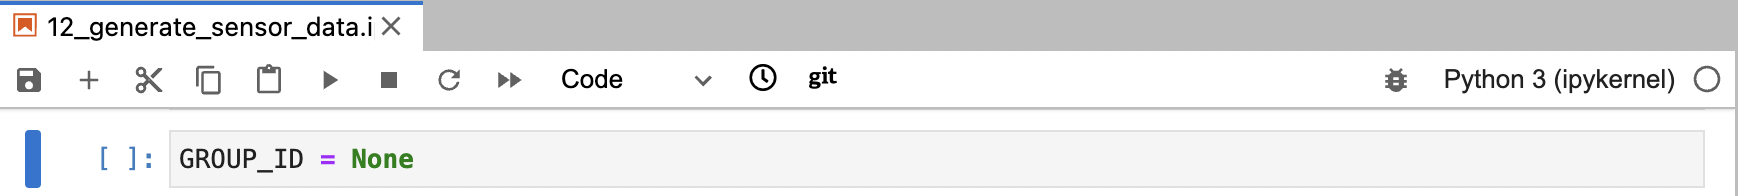 12_generate_sensor_data.i
Code git Python 3 (ipykernel)
[ ]: GROUP_ID = None